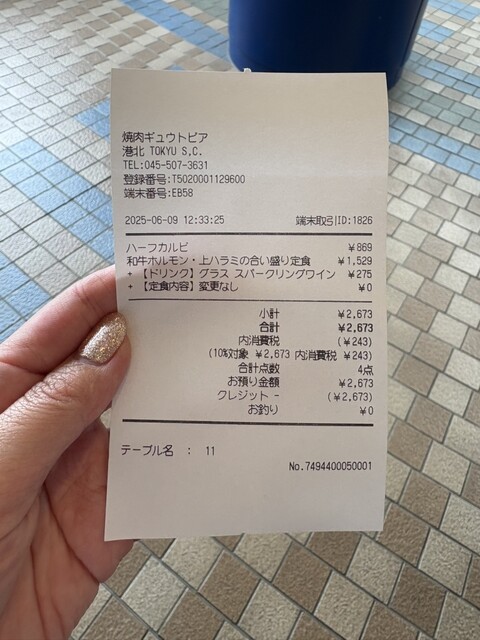 焼肉ギュウトピア
港北 TOKYU S.C.
TEL:045-507-3631
登録番号:T5020001129600
端末番号:EB58
2025-06-09 12:33:25 端末取引ID:1826
ハーフカルビ ¥869
和牛ホルモン・上ハラミの合い盛り定食 ¥1,529
+ 【ドリンク】グラス スパークリングワイン ¥275
+ 【定食内容】変更なし ¥0
小計 ¥2,673
合計 ¥2,673
内消費税 (¥243)
(10%対象 ¥2,673 内消費税 ¥243)
合計点数 4点
お預り金額 ¥2,673
クレジット - (¥2,673)
お釣り ¥0
テーブル名 : 11
No.7494400050001